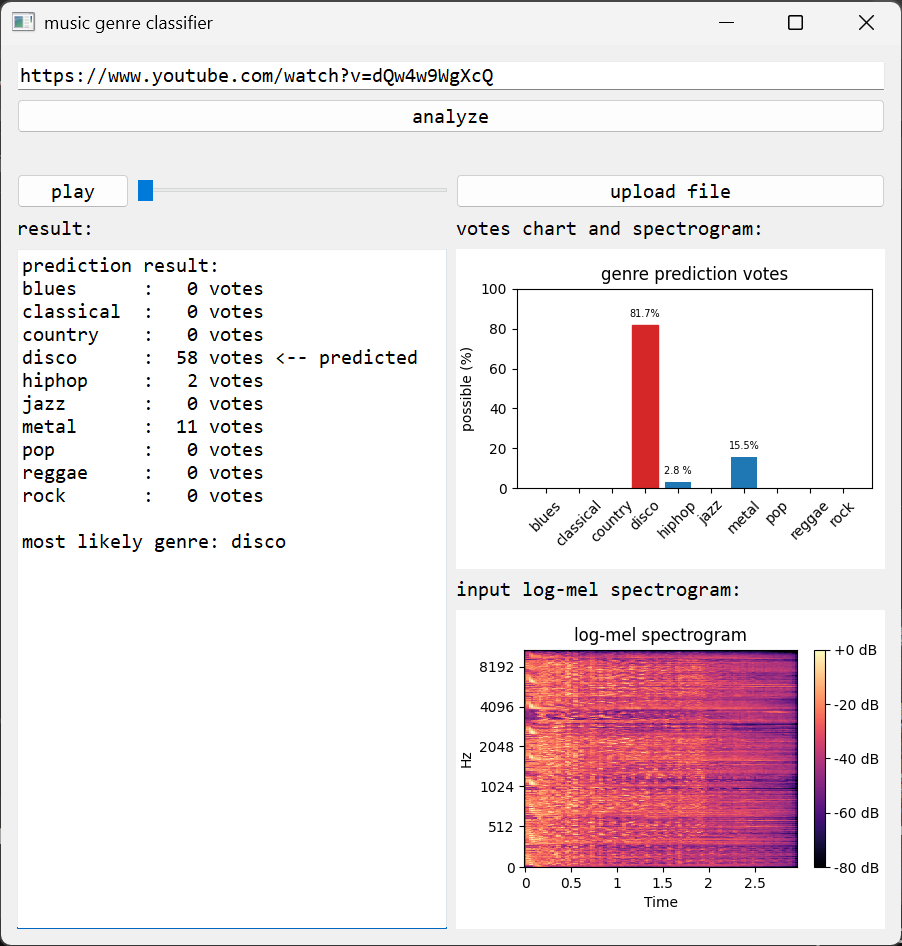 music genre classifier
https://www.youtube.com/watch?v=dQw4w9WgXcQ
analyze
play
upload file
result:
prediction result:
blues      :   0 votes
classical  :   0 votes
country    :   0 votes
disco      :  58 votes <-- predicted
hiphop     :   2 votes
jazz       :   0 votes
metal      :  11 votes
pop        :   0 votes
reggae     :   0 votes
rock       :   0 votes
most likely genre: disco
votes chart and spectrogram:
genre prediction votes
possible (%)
100
80
60
40
20
0
81.7%
2.8 %
15.5%
blues classical country disco hiphop jazz metal pop reggae rock
input log-mel spectrogram:
log-mel spectrogram
Hz
8192
4096
2048
1024
512
0
0 0.5 1 1.5 2 2.5
Time
+0 dB
-20 dB
-40 dB
-60 dB
-80 dB